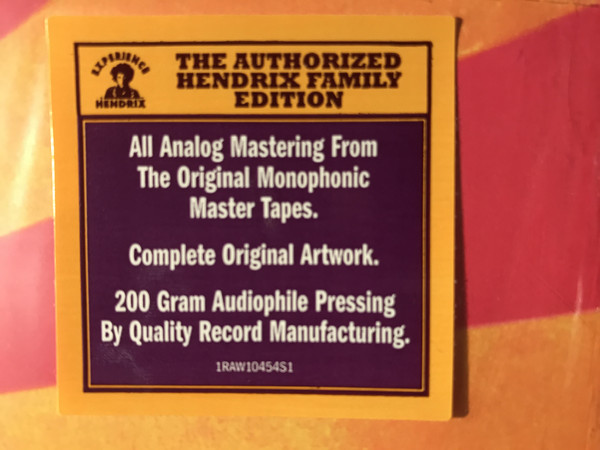 EXPERIENCE
HENDRIX
THE AUTHORIZED
HENDRIX FAMILY
EDITION
All Analog Mastering From
The Original Monophonic
Master Tapes.
Complete Original Artwork.
200 Gram Audiophile Pressing
By Quality Record Manufacturing.
1RAW10454S1